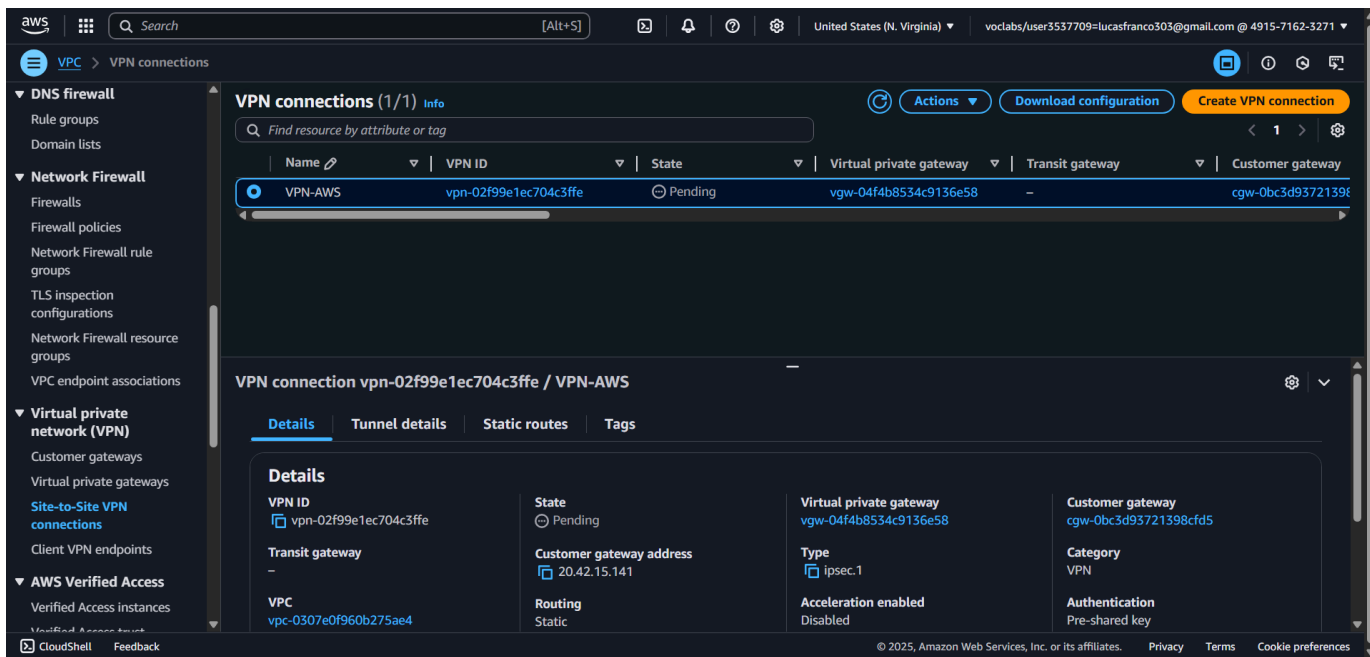 aws
Search [Alt+S]
United States (N. Virginia) ▼
voclabs/user3537709=lucasfranco303@gmail.com @ 4915-7162-3271 ▼
VPC > VPN connections
DNS firewall
Rule groups
Domain lists
Network Firewall
Firewalls
Firewall policies
Network Firewall rule
groups
TLS inspection
configurations
Network Firewall resource
groups
VPC endpoint associations
Virtual private
network (VPN)
Customer gateways
Virtual private gateways
Site-to-Site VPN
connections
Client VPN endpoints
AWS Verified Access
Verified Access instances
Verified Access trust
VPN connections (1/1) Info
Actions ▼
Download configuration
Create VPN connection
Find resource by attribute or tag
< 1 >
Name | VPN ID | State | Virtual private gateway | Transit gateway | Customer gateway
VPN-AWS vpn-02f99e1ec704c3ffe Pending vgw-04f4b8534c9136e58 – cgw-0bc3d93721398
VPN connection vpn-02f99e1ec704c3ffe / VPN-AWS
Details Tunnel details Static routes Tags
Details
VPN ID
vpn-02f99e1ec704c3ffe
State
Pending
Virtual private gateway
vgw-04f4b8534c9136e58
Customer gateway
cgw-0bc3d93721398cfd5
Transit gateway
–
Customer gateway address
20.42.15.141
Type
ipsec.1
Category
VPN
VPC
vpc-0307e0f960b275ae4
Routing
Static
Acceleration enabled
Disabled
Authentication
Pre-shared key
CloudShell Feedback
© 2025, Amazon Web Services, Inc. or its affiliates. Privacy Terms Cookie preferences